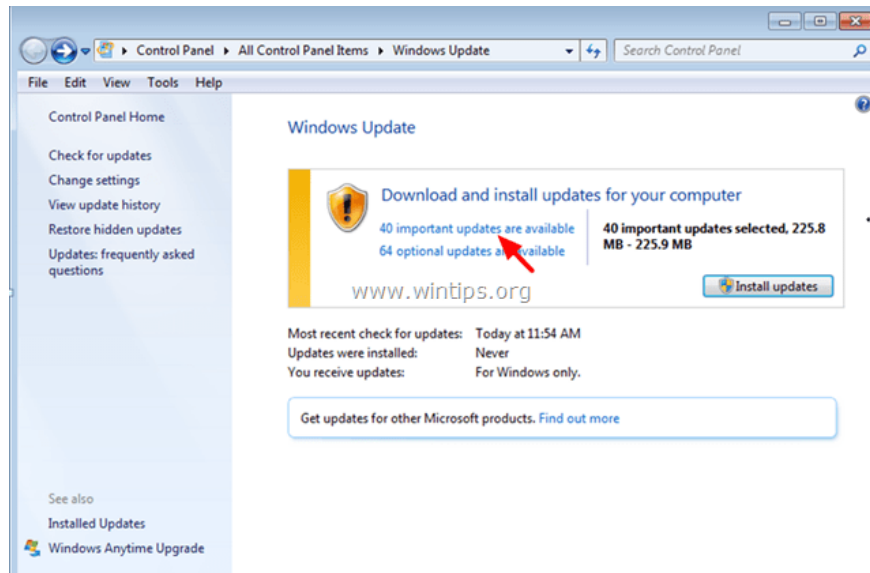 Control Panel ▸ All Control Panel Items ▸ Windows Update
Search Control Panel
File Edit View Tools Help
Control Panel Home
Check for updates
Change settings
View update history
Restore hidden updates
Updates: frequently asked
questions
Windows Update
Download and install updates for your computer
40 important updates are available
64 optional updates are available
40 important updates selected, 225.8
MB - 225.9 MB
www.wintips.org
Install updates
Most recent check for updates: Today at 11:54 AM
Updates were installed: Never
You receive updates: For Windows only.
Get updates for other Microsoft products. Find out more
See also
Installed Updates
Windows Anytime Upgrade